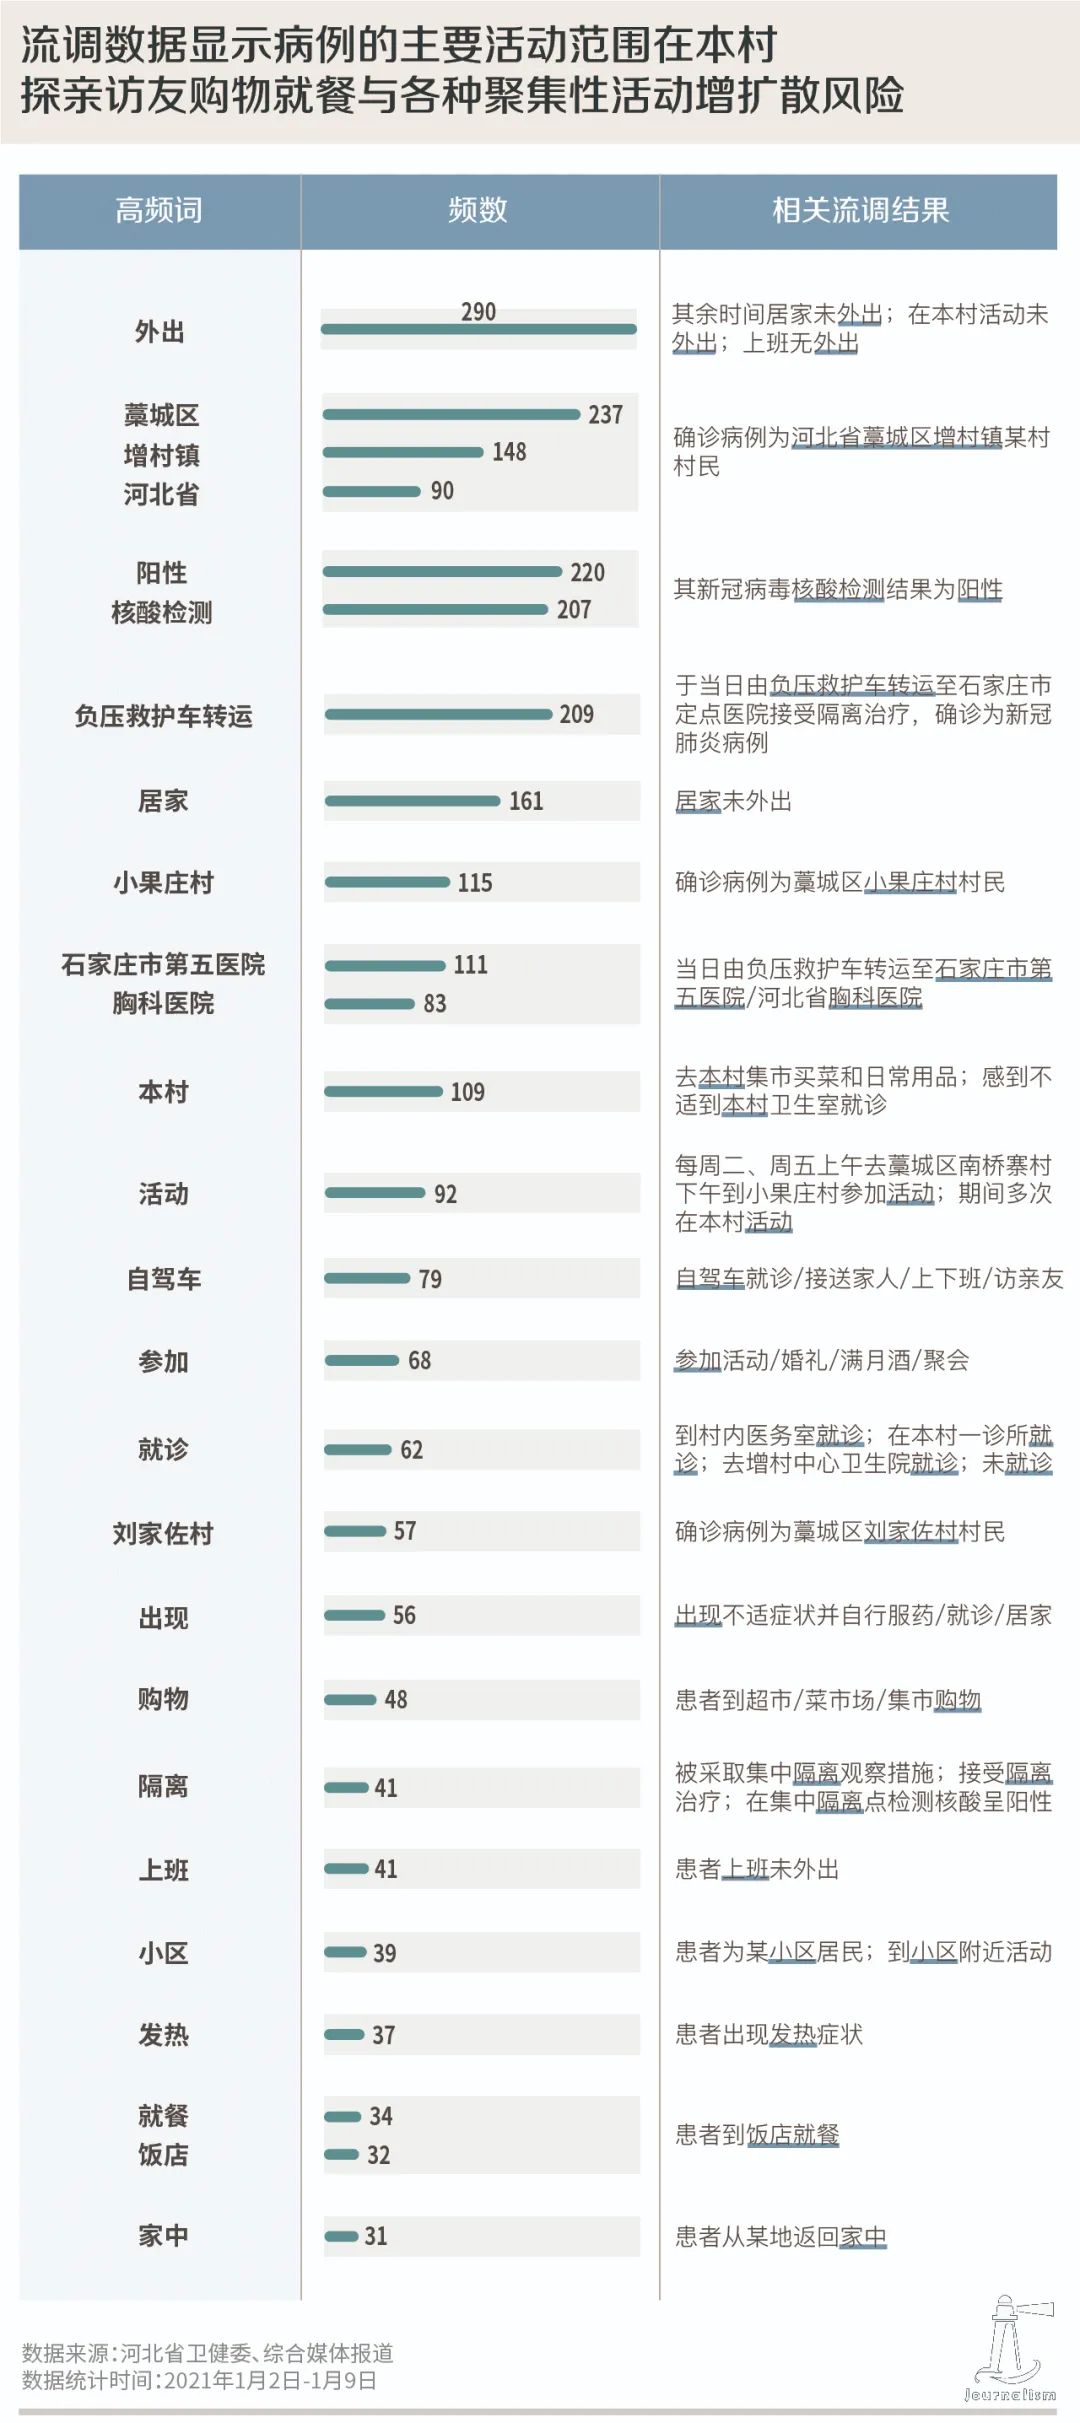 流调数据显示病例的主要活动范围在本村
探亲访友购物就餐与各种聚集性活动增扩散风险
高频词
频数
相关流调结果
外出
290
其余时间居家未外出；在本村活动未
外出；上班无外出
藁城区
237
增村镇
148
河北省
90
确诊病例为河北省藁城区增村镇某村
村民
阳性
220
核酸检测
207
其新冠病毒核酸检测结果为阳性
负压救护车转运
209
于当日由负压救护车转运至石家庄市
定点医院接受隔离治疗，确诊为新冠
肺炎病例
居家
161
居家未外出
小果庄村
115
确诊病例为藁城区小果庄村村民
石家庄市第五医院
111
胸科医院
83
当日由负压救护车转运至石家庄市第
五医院/河北省胸科医院
本村
109
去本村集市买菜和日常用品；感到不
适到本村卫生室就诊
活动
92
每周二、周五上午去藁城区南桥寨村
下午到小果庄村参加活动；期间多次
在本村活动
自驾车
79
自驾车就诊/接送家人/上下班/访亲友
参加
68
参加活动/婚礼/满月酒/聚会
就诊
62
到村内医务室就诊；在本村一诊所就
诊；去增村中心卫生院就诊；未就诊
刘家佐村
57
确诊病例为藁城区刘家佐村村民
出现
56
出现不适症状并自行服药/就诊/居家
购物
48
患者到超市/菜市场/集市购物
隔离
41
被采取集中隔离观察措施；接受隔离
治疗；在集中隔离点检测核酸呈阳性
上班
41
患者上班未外出
小区
39
患者为某小区居民；到小区附近活动
发热
37
患者出现发热症状
就餐
34
饭店
32
患者到饭店就餐
家中
31
患者从某地返回家中
数据来源：河北省卫健委、综合媒体报道
数据统计时间：2021年1月2日-1月9日
Journalism